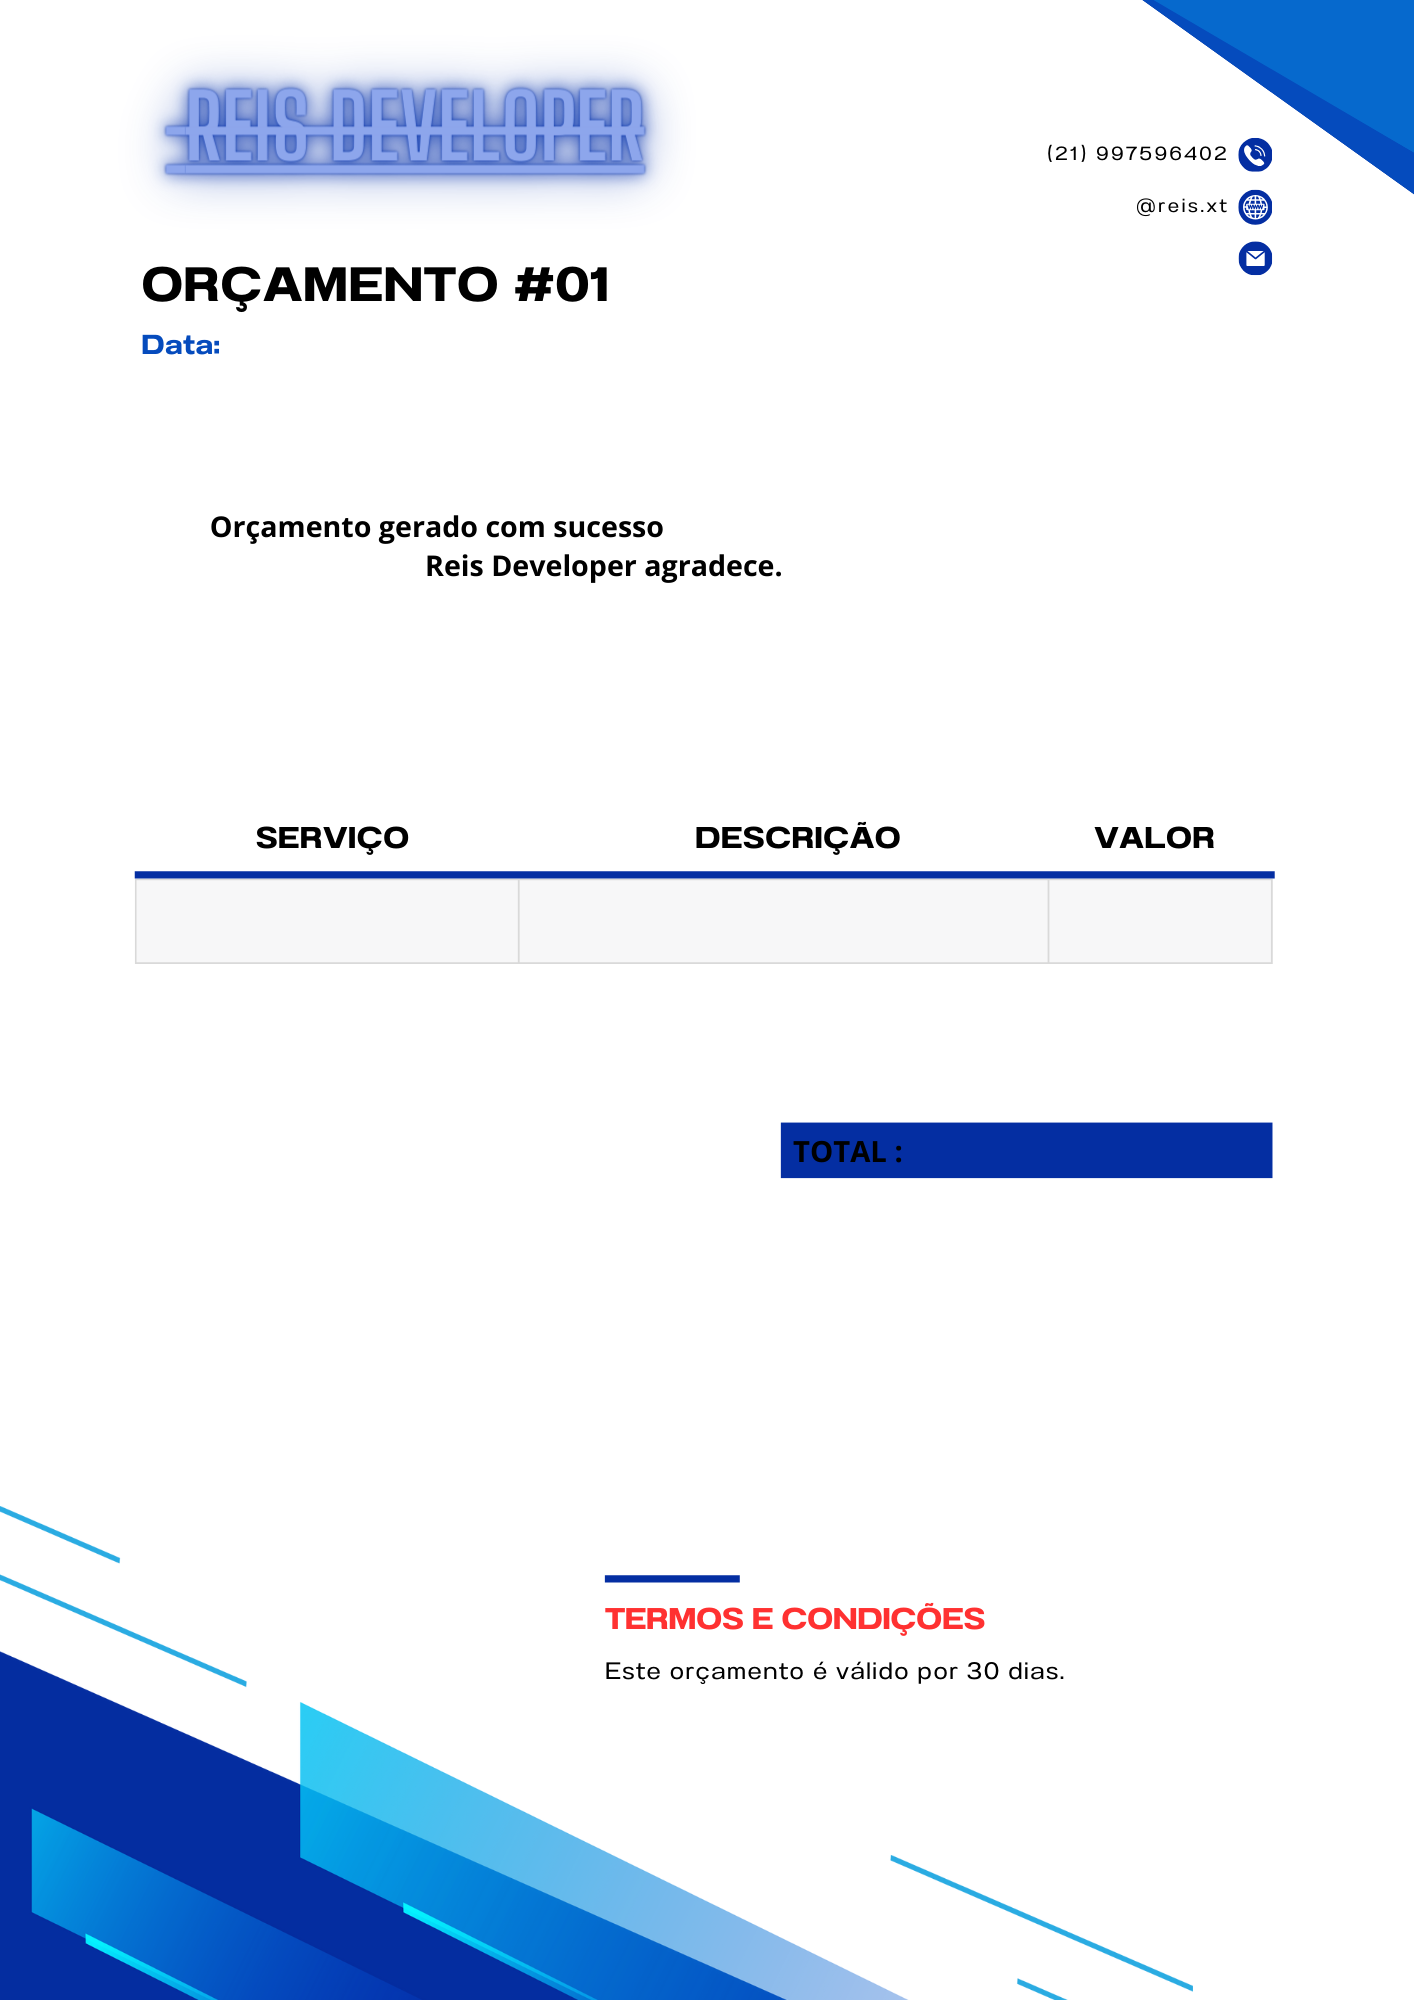 REIS DEVELOPER
(21) 997596402
@reis.xt
ORÇAMENTO #01
Data:
Orçamento gerado com sucesso
Reis Developer agradece.
SERVIÇO DESCRIÇÃO VALOR
TOTAL :
TERMOS E CONDIÇÕES
Este orçamento é válido por 30 dias.